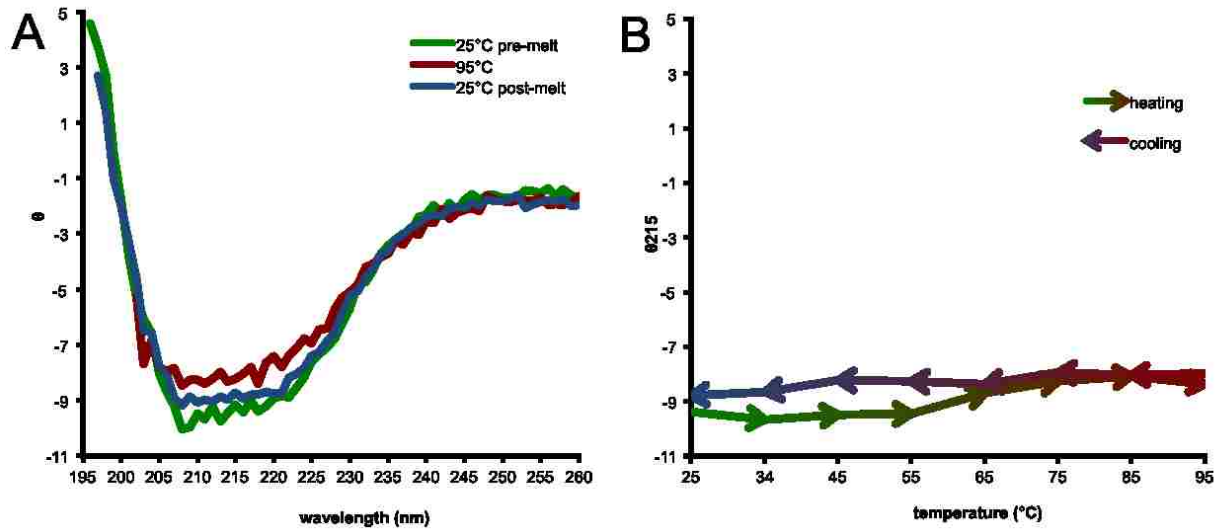 A
5
3
1
-1
-3
-5
-7
-9
-11
θ
195 200 205 210 215 220 225 230 235 240 245 250 255 260
wavelength (nm)
25°C pre-melt
95°C
25°C post-melt
B
5
3
1
-1
-3
-5
-7
-9
-11
θ215
25 34 45 55 65 75 85 95
temperature (°C)
heating
cooling